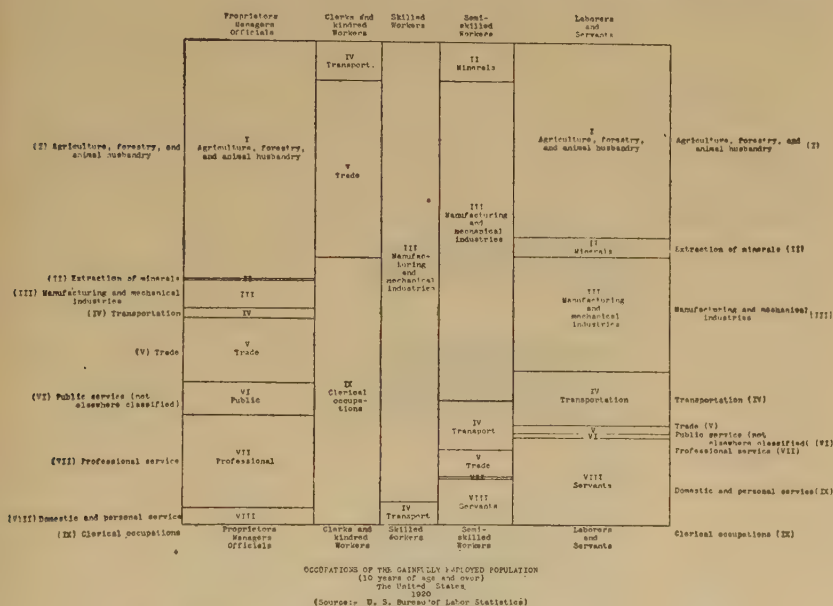 Proprietors
Managers
Officials
Clerks and
kindred
Workers
Skilled
Workers
Semi-
skilled
Workers
Laborers
and
Servants
IV
Transport.
II
Minerals
(I) Agriculture, forestry, and
animal husbandry
I
Agriculture, forestry,
and animal husbandry
V
Trade
III
Manufac-
turing
and
mechanical
industries
III
Manufacturing
and
mechanical
industries
I
Agriculture, forestry,
and animal husbandry
Agriculture, forestry, and
animal husbandry (I)
II
Minerals
Extraction of minerals (II)
(II) Extraction of minerals
(III) Manufacturing and mechanical
industries
III
III
Manufacturing
and
mechanical
industries
Manufacturing and mechanical
industries (III)
(IV) Transportation
IV
(V) Trade
V
Trade
IX
Clerical
occupa-
tions
(VI) Public service (not
elsewhere classified)
VI
Public
IV
Transportation
Transportation (IV)
IV
Transport
V
VI
Trade (V)
Public service (not
elsewhere classified( (VI)
Professional service (VII)
(VII) Professional service
VII
Professional
V
Trade
VIII
Servants
VIII
Servants
Domestic and personal service(IX)
(VIII) Domestic and personal service
VIII
IV
Transport
(IX) Clerical occupations
Proprietors
Managers
Officials
Clerks and
kindred
Workers
Skilled
Workers
Semi-
skilled
Workers
Laborers
and
Servants
Clerical occupations (IX)
OCCUPATIONS OF THE GAINFULLY EMPLOYED POPULATION
(10 years of age and over)
The United States
1920
(Source:- U. S. Bureau of Labor Statistics)